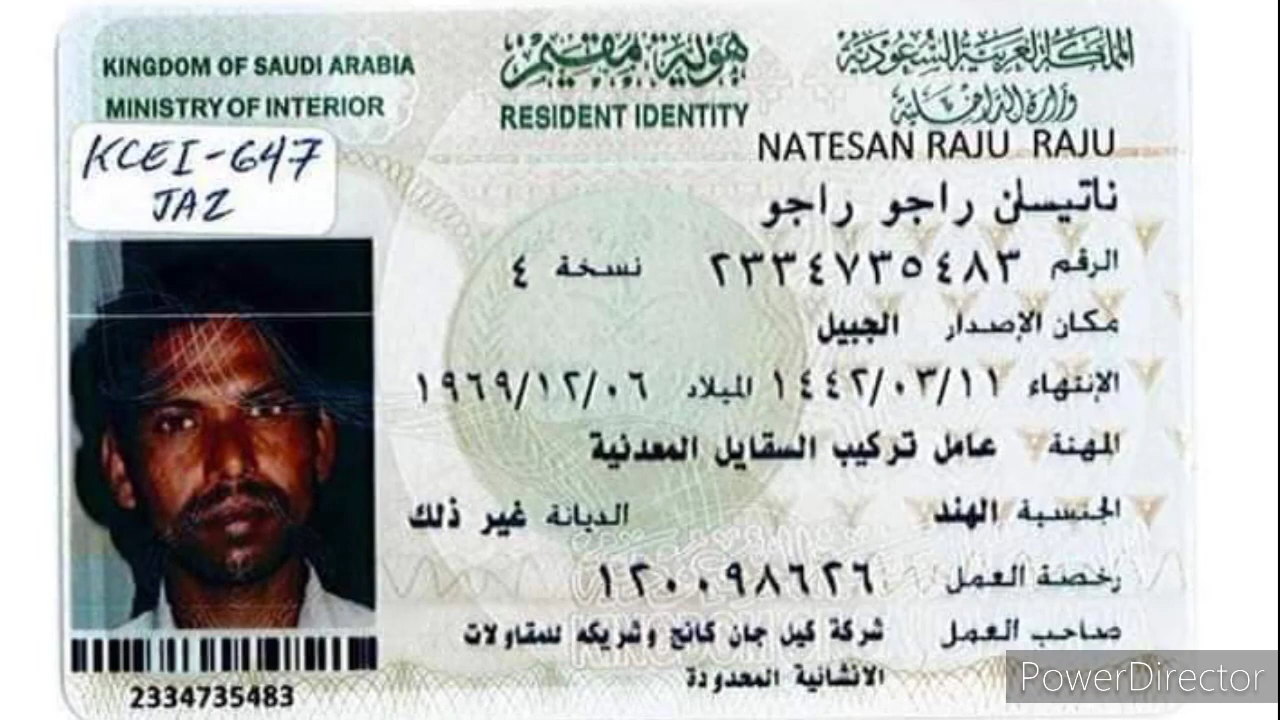 KINGDOM OF SAUDI ARABIA
MINISTRY OF INTERIOR
هوية مقيم
RESIDENT IDENTITY
المملكة العربية السعودية
وزارة الداخلية
KCEI-647
JAZ
NATESAN RAJU RAJU
ناتيسان راجو راجو
الرقم ٢٣٣٤٧٣٥٤٨٣ نسخة ٤
مكان الإصدار الجبيل
الإنتهاء ١٤٤٢/٠٣/١١ الميلاد ١٩٦٩/١٢/٠٦
المهنة عامل تركيب السقايل المعدنية
الجنسية الهند الديانة غير ذلك
رخصة العمل ١٢٠٠٩٨٦٢٦
صاحب العمل شركة كيل جان كانج وشريكه للمقاولات
الانشائية المحدودة
2334735483
PowerDirector